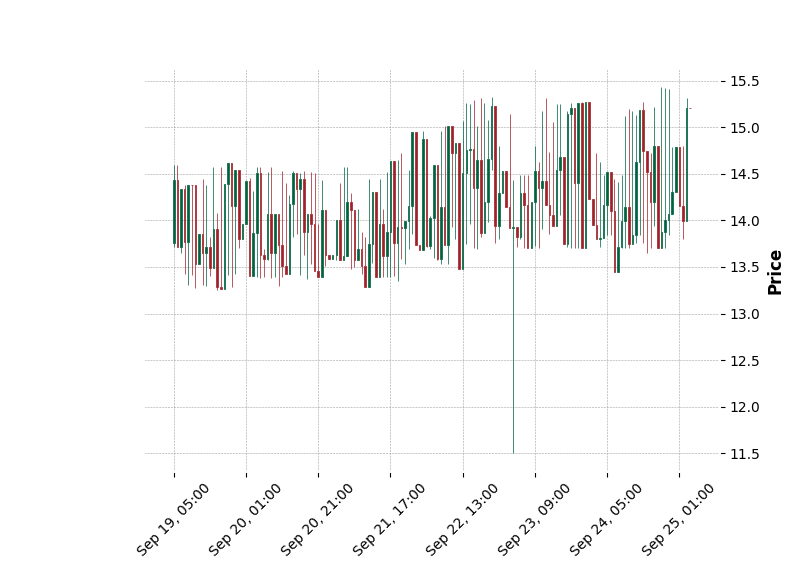 15.5
15.0
14.5
14.0
13.5
13.0
12.5
12.0
11.5
Price
Sep 19, 05:00
Sep 20, 01:00
Sep 20, 21:00
Sep 21, 17:00
Sep 22, 13:00
Sep 23, 09:00
Sep 24, 05:00
Sep 25, 01:00